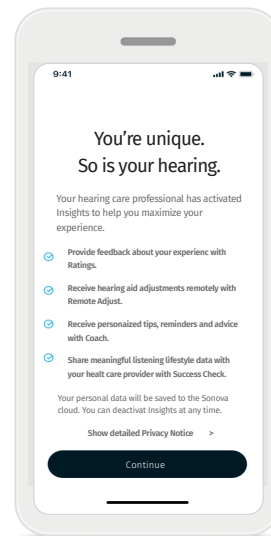 9:41
You're unique.
So is your hearing.
Your hearing care professional has activated
Insights to help you maximize your
experience.
Provide feedback about your experienc with
Ratings.
Receive hearing aid adjustments remotely with
Remote Adjust.
Receive personaized tips, reminders and advice
with Coach.
Share meaningful listening lifestyle data with
your healt care provider with Success Check.
Your personal data will be saved to the Sonova
cloud. You can deactivat Insights at any time.
Show detailed Privacy Notice >
Continue